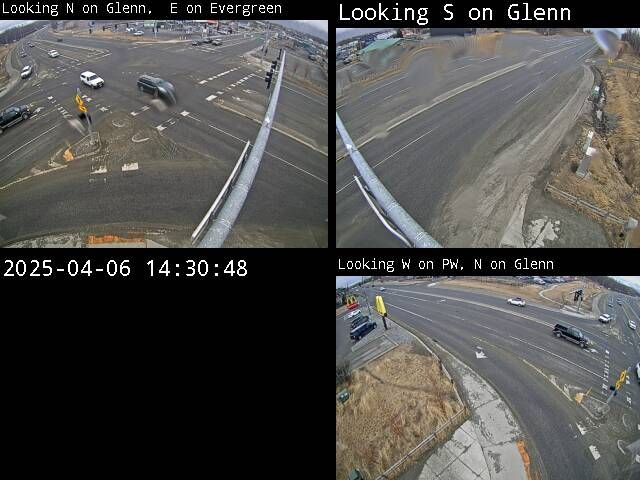 Looking N on Glenn,  E on Evergreen
Looking S on Glenn
2025-04-06 14:30:48
Looking W on PW, N on Glenn